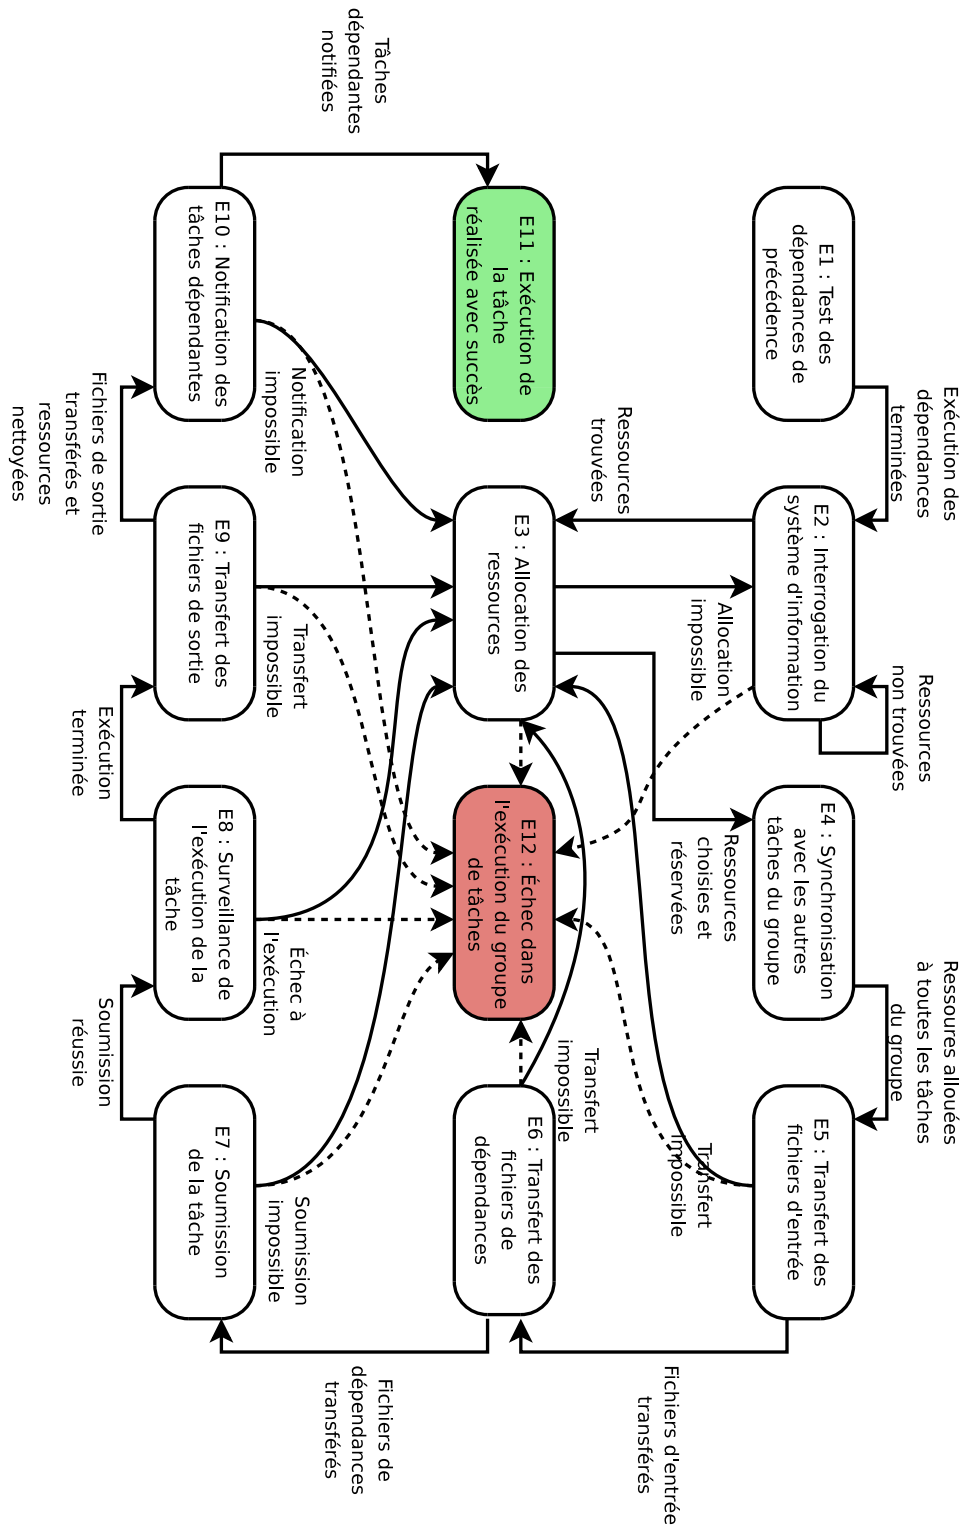 Exécution des
dépendances
terminées
Ressources
non trouvées
Ressoures allouées
à toutes les tâches
du groupe
E1 : Test des
dépendances de
précédence
E2 : Interrogation du
système d'information
E4 : Synchronisation
avec les autres
tâches du groupe
E5 : Transfert des
fichiers d'entrée
Ressources
trouvées
Allocation
impossible
Ressources
choisies et
réservées
Transfert
impossible
Fichiers d'entrée
transférés
E11 : Exécution de
la tâche
réalisée avec succès
E3 : Allocation des
ressources
E12 : Échec dans
l'exécution du groupe
de tâches
Transfert
impossible
E6 : Transfert des
fichiers de
dépendances
Tâches
dépendantes
notifiées
Notification
impossible
Transfert
impossible
Échec à
l'exécution
Soumission
impossible
Fichiers de
dépendances
transférés
E10 : Notification des
tâches dépendantes
E9 : Transfert des
fichiers de sortie
E8 : Surveillance de
l'exécution de la
tâche
E7 : Soumission
de la tâche
Fichiers de sortie
transférés et
ressources
nettoyées
Exécution
terminée
Soumission
réussie